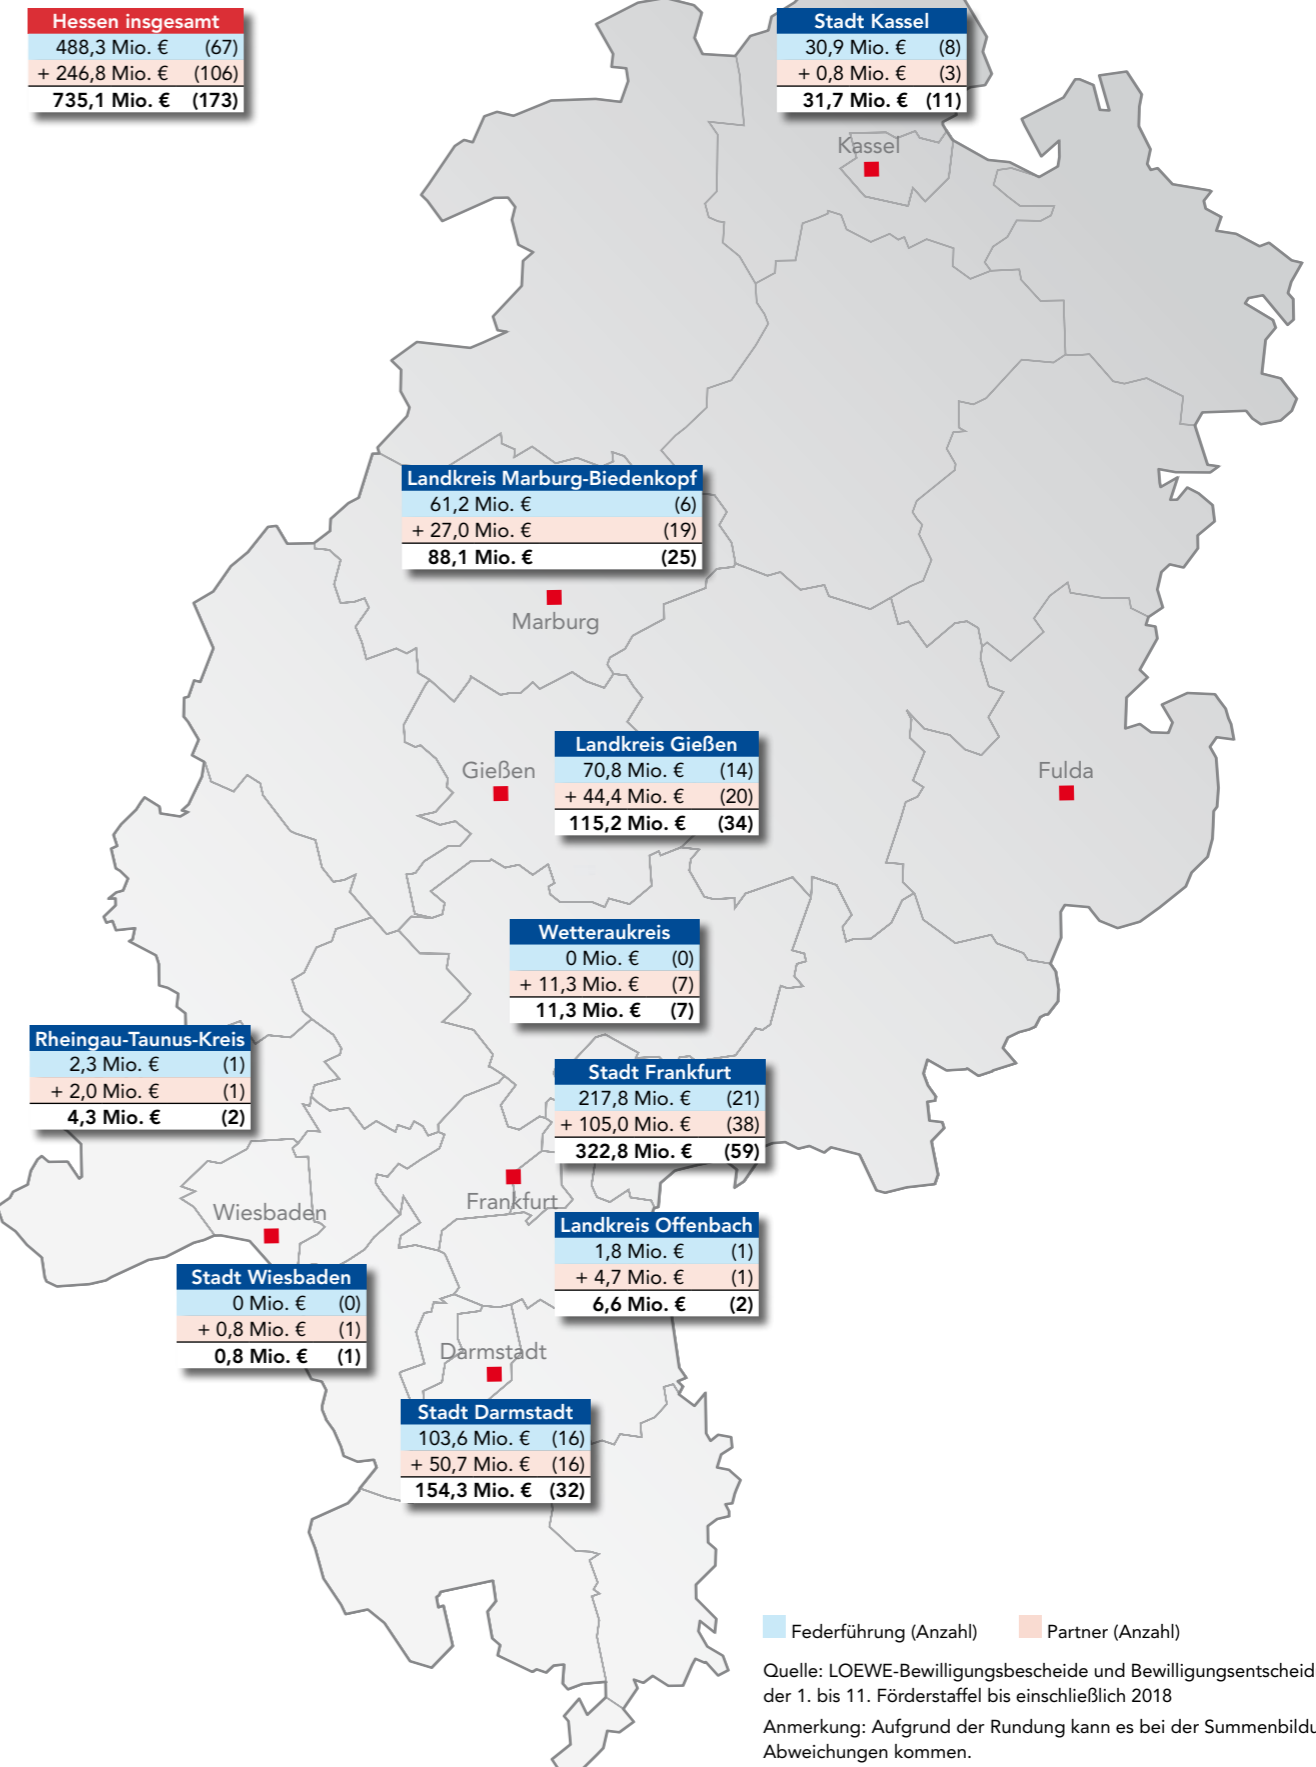 Hessen insgesamt
488,3 Mio. € (67)
+ 246,8 Mio. € (106)
735,1 Mio. € (173)
Stadt Kassel
30,9 Mio. € (8)
+ 0,8 Mio. € (3)
31,7 Mio. € (11)
Kassel
Landkreis Marburg-Biedenkopf
61,2 Mio. € (6)
+ 27,0 Mio. € (19)
88,1 Mio. € (25)
Marburg
Landkreis Gießen
70,8 Mio. € (14)
+ 44,4 Mio. € (20)
115,2 Mio. € (34)
Gießen
Fulda
Wetteraukreis
0 Mio. € (0)
+ 11,3 Mio. € (7)
11,3 Mio. € (7)
Rheingau-Taunus-Kreis
2,3 Mio. € (1)
+ 2,0 Mio. € (1)
4,3 Mio. € (2)
Stadt Frankfurt
217,8 Mio. € (21)
+ 105,0 Mio. € (38)
322,8 Mio. € (59)
Frankfurt
Wiesbaden
Landkreis Offenbach
1,8 Mio. € (1)
+ 4,7 Mio. € (1)
6,6 Mio. € (2)
Stadt Wiesbaden
0 Mio. € (0)
+ 0,8 Mio. € (1)
0,8 Mio. € (1)
Darmstadt
Stadt Darmstadt
103,6 Mio. € (16)
+ 50,7 Mio. € (16)
154,3 Mio. € (32)
Federführung (Anzahl) Partner (Anzahl)
Quelle: LOEWE-Bewilligungsbescheide und Bewilligungsentscheid
der 1. bis 11. Förderstaffel bis einschließlich 2018
Anmerkung: Aufgrund der Rundung kann es bei der Summenbildu
Abweichungen kommen.